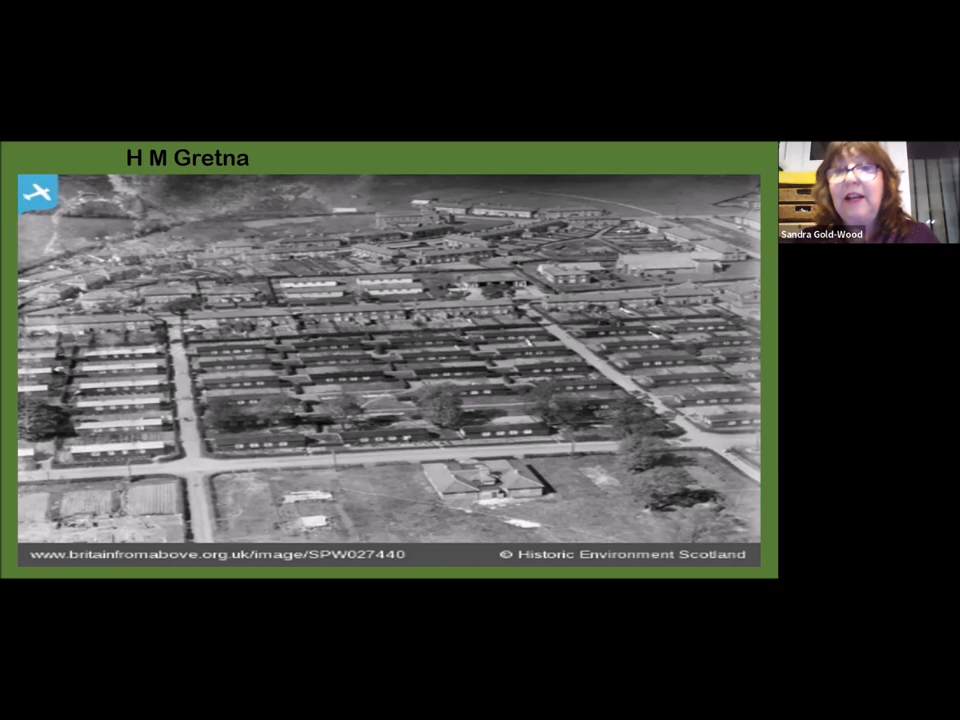 H M Gretna
Sandra Gold-Wood
www.britainfromabove.org.uk/image/SPW027440
© Historic Environment Scotland